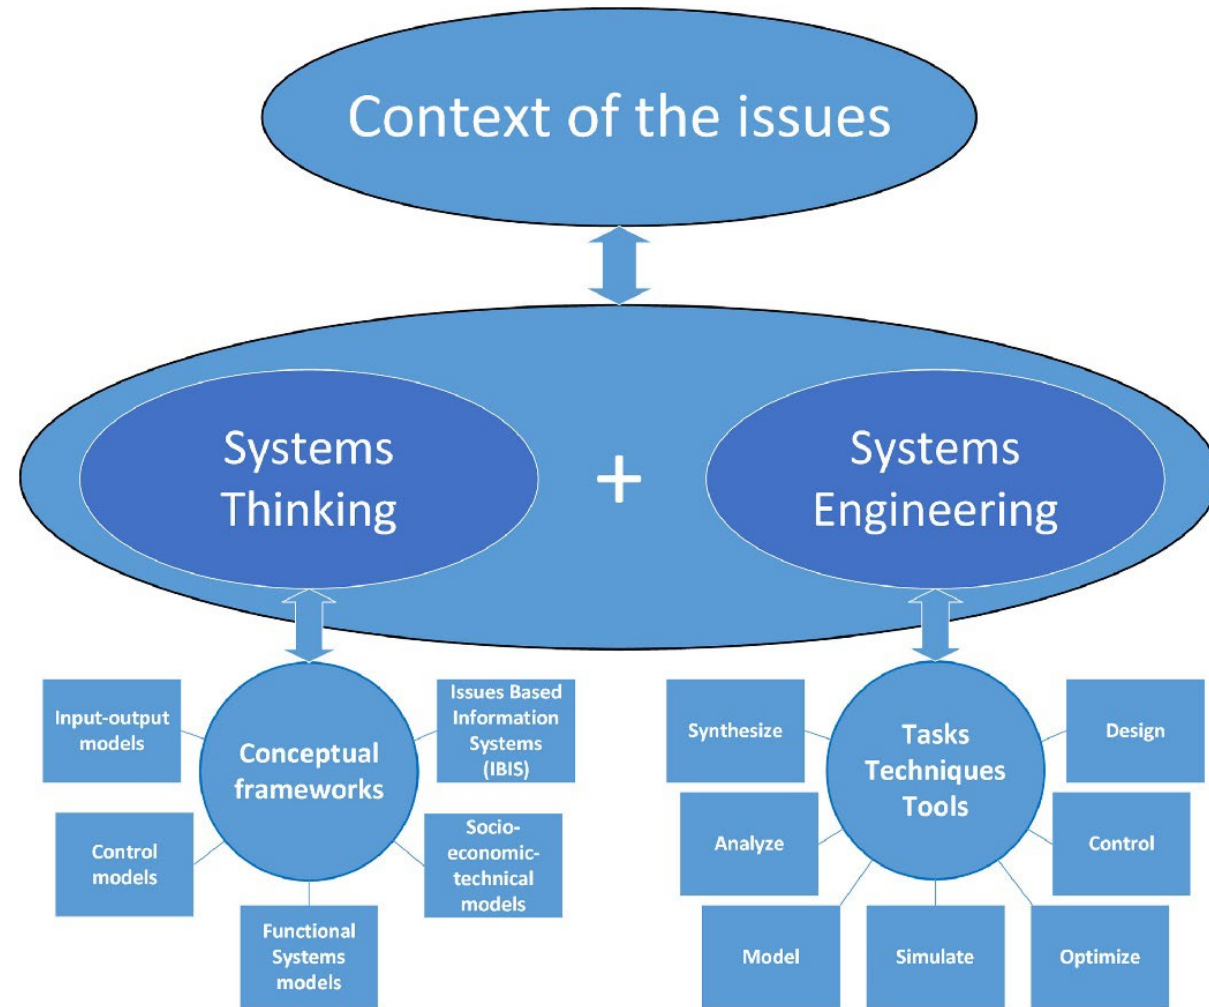 Context of the issues
Systems
Thinking
+
Systems
Engineering
Input-output
models
Conceptual
frameworks
Issues Based
Information
Systems
(IBIS)
Control
models
Socio-
economic-
technical
models
Functional
Systems
models
Synthesize
Tasks
Techniques
Tools
Design
Analyze
Control
Model
Simulate
Optimize